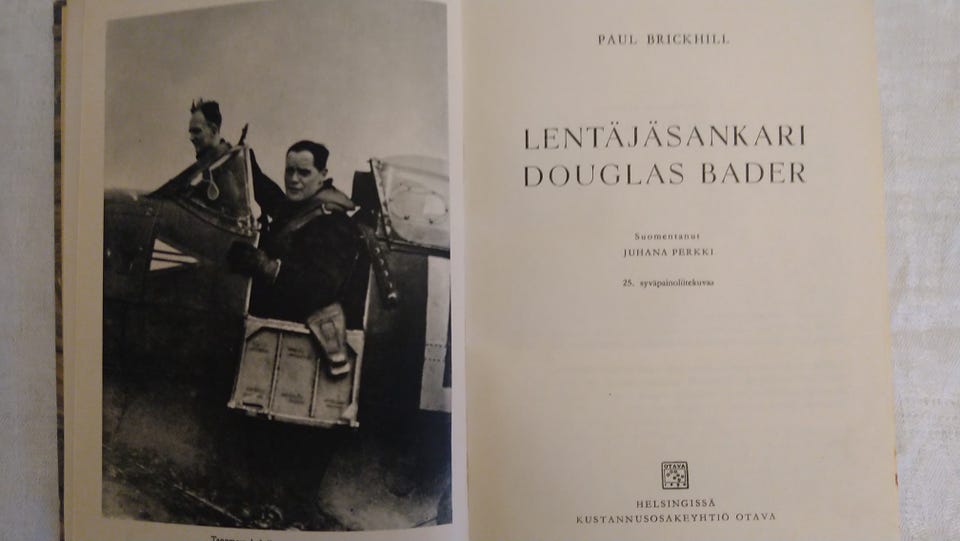 PAUL BRICKHILL
LENTÄJÄSANKARI
DOUGLAS BADER
Suomentanut
JUHANA PERKKI
25. syväpainoliitekuvaa
OTAVA
HELSINGISSÄ
KUSTANNUSOSAKEYHTIÖ OTAVA